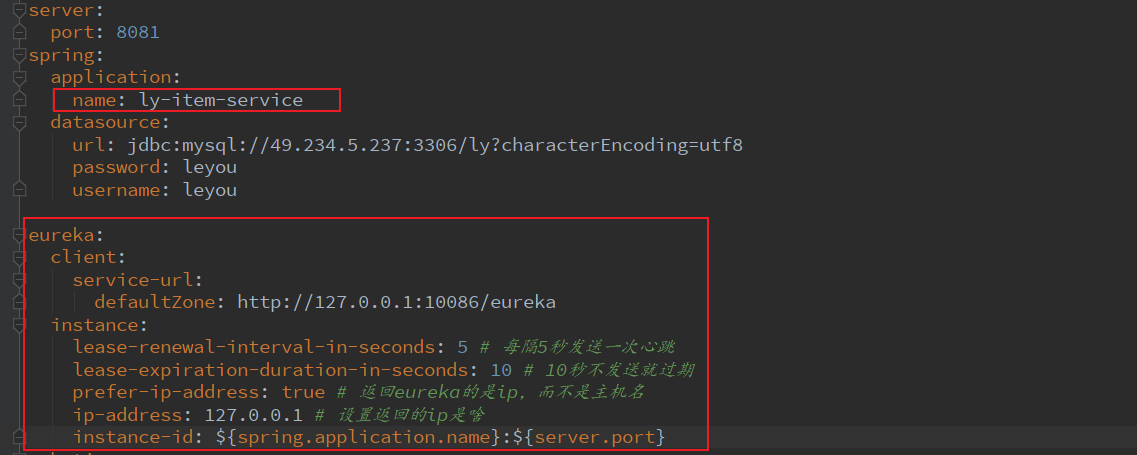 server:
  port: 8081
spring:
  application:
    name: ly-item-service
  datasource:
    url: jdbc:mysql://49.234.5.237:3306/ly?characterEncoding=utf8
    password: leyou
    username: leyou
eureka:
  client:
    service-url:
      defaultZone: http://127.0.0.1:10086/eureka
  instance:
    lease-renewal-interval-in-seconds: 5 # 每隔5秒发送一次心跳
    lease-expiration-duration-in-seconds: 10 # 10秒不发送就过期
    prefer-ip-address: true # 返回eureka的是ip, 而不是主机名
    ip-address: 127.0.0.1 # 设置返回的ip是啥
    instance-id: ${spring.application.name}:${server.port}